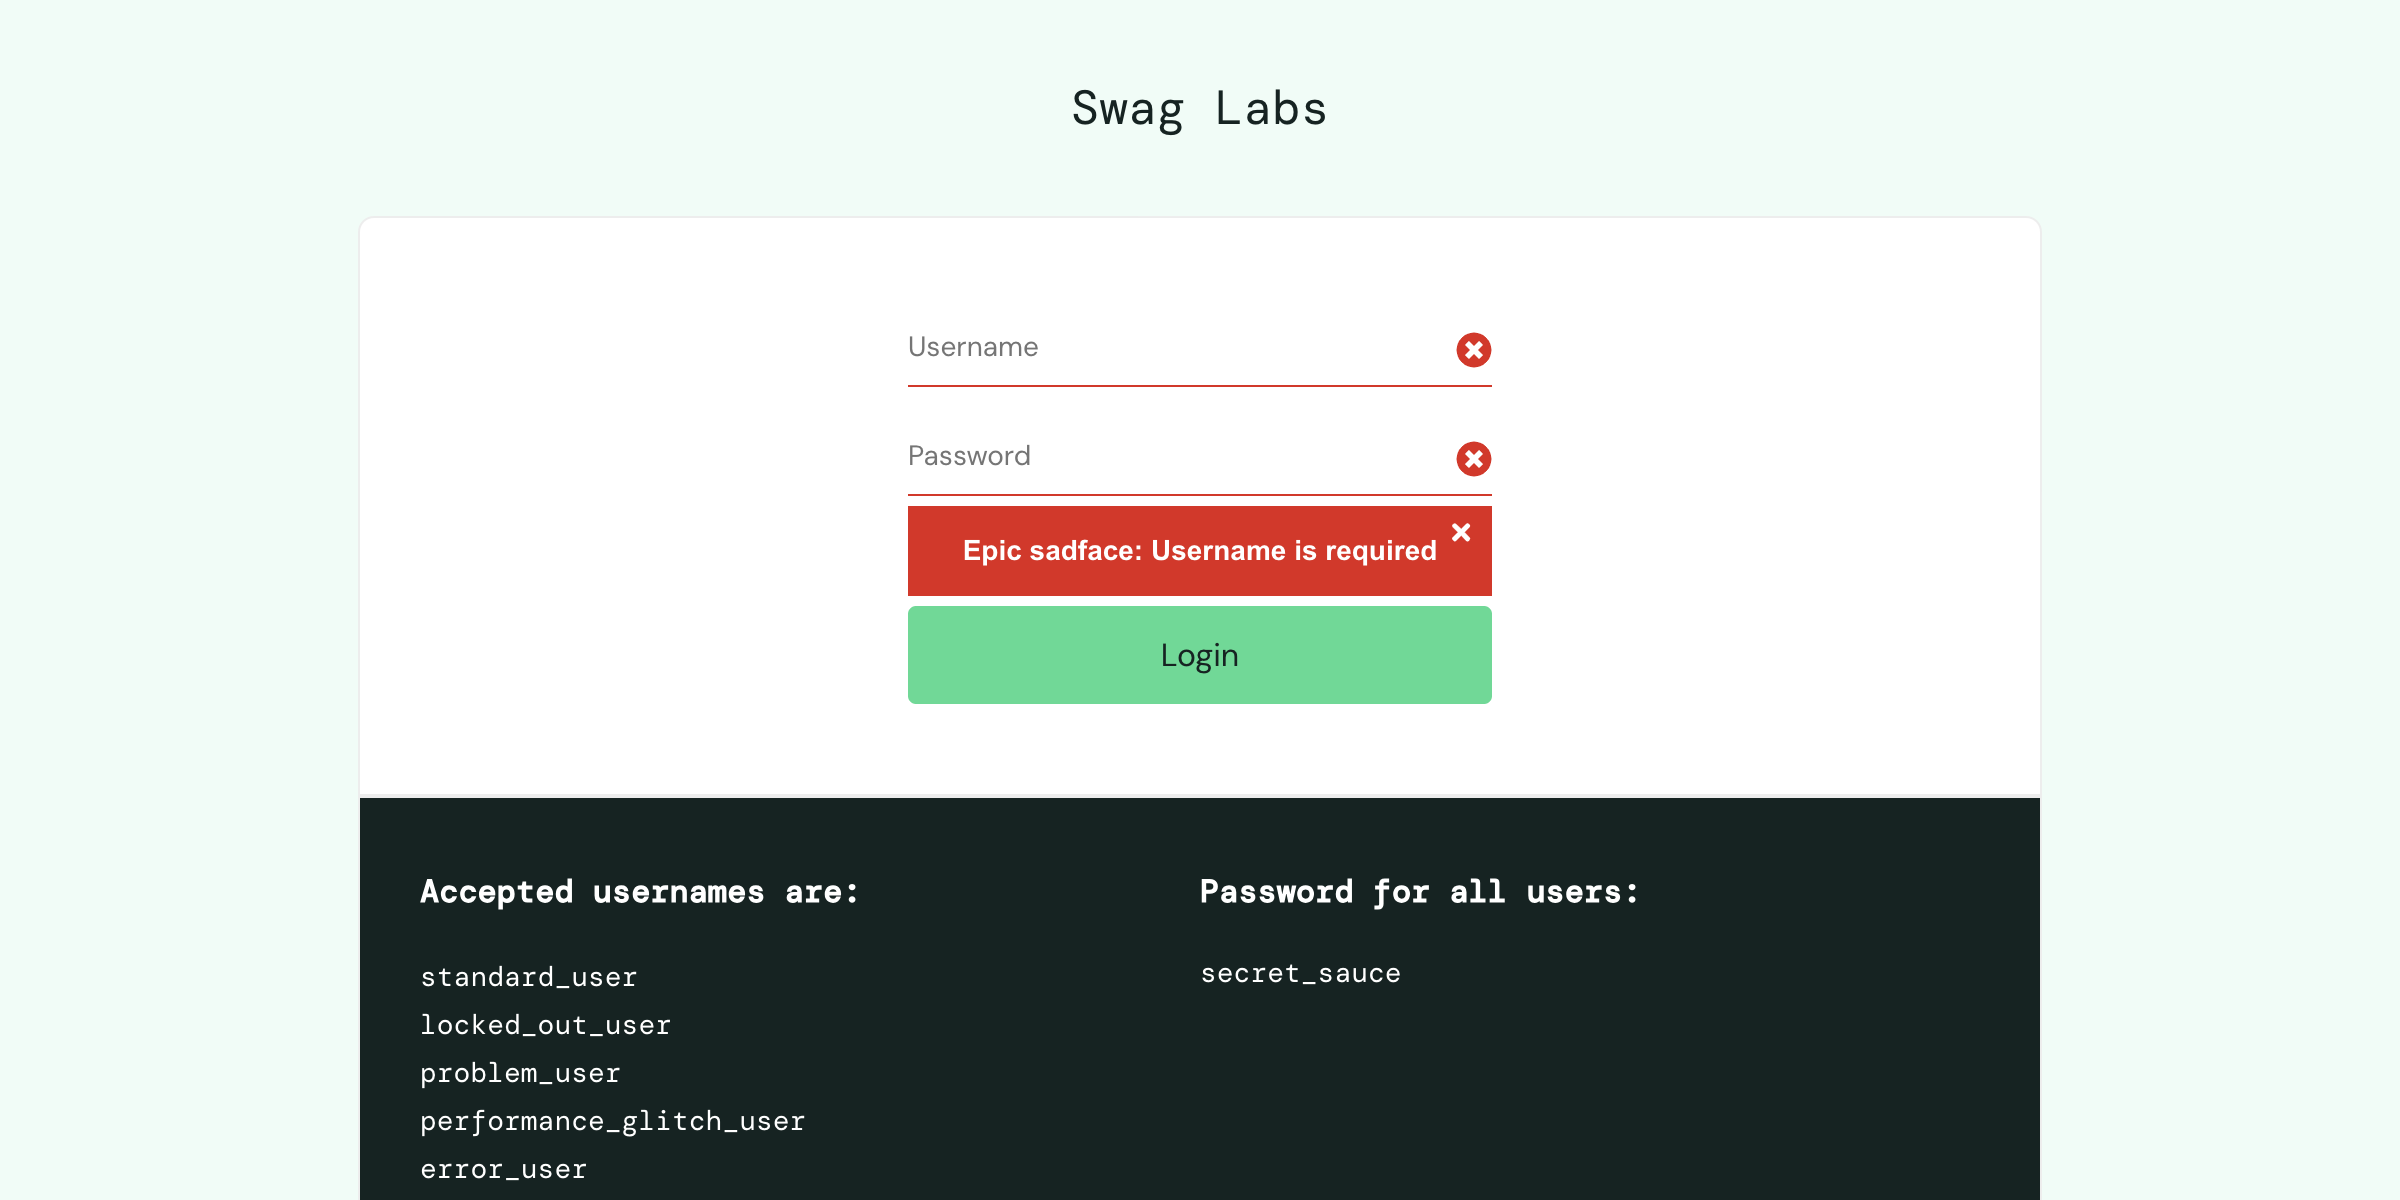 Swag Labs
Username
Password
Epic sadface: Username is required
Login
Accepted usernames are:
standard_user
locked_out_user
problem_user
performance_glitch_user
error_user
Password for all users:
secret_sauce